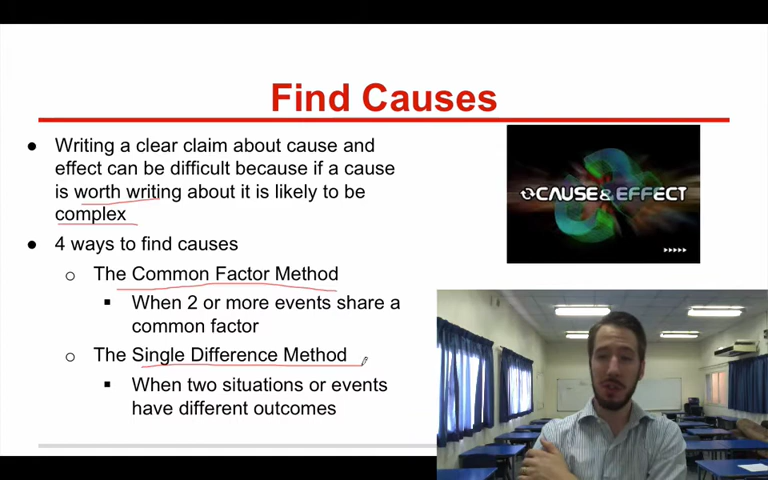 Find Causes
● Writing a clear claim about cause and
effect can be difficult because if a cause
is worth writing about it is likely to be
complex
● 4 ways to find causes
○ The Common Factor Method
▪ When 2 or more events share a
common factor
○ The Single Difference Method
▪ When two situations or events
have different outcomes
CAUSE & EFFECT